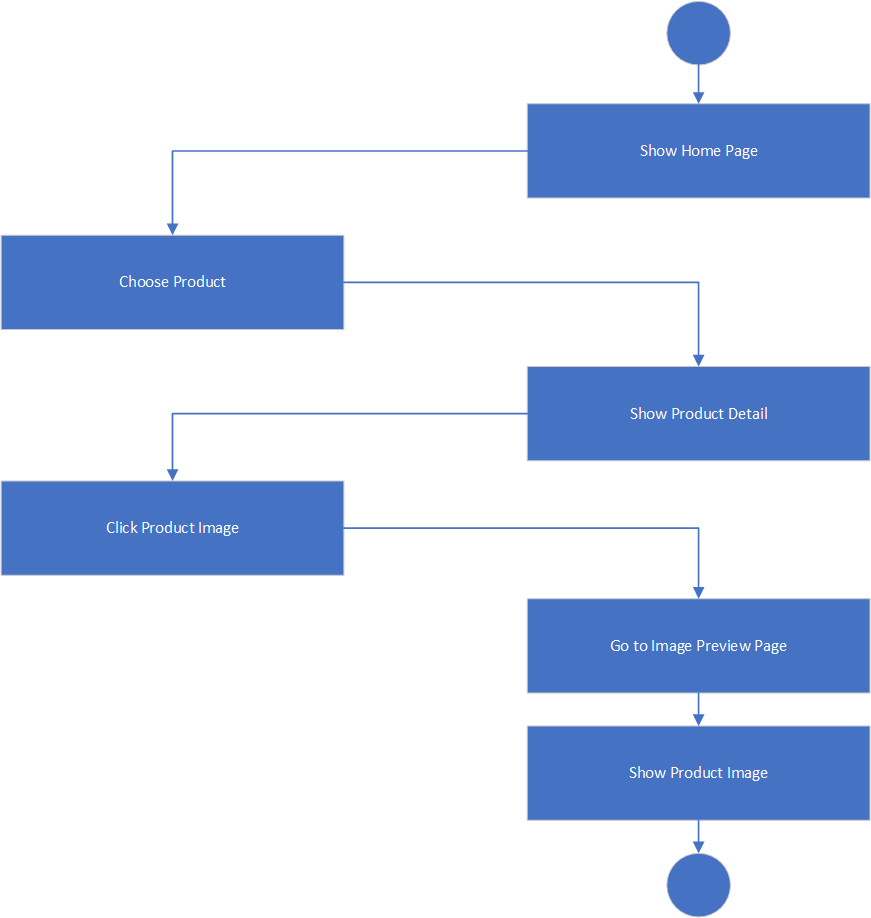 Show Home Page
Choose Product
Show Product Detail
Click Product Image
Go to Image Preview Page
Show Product Image